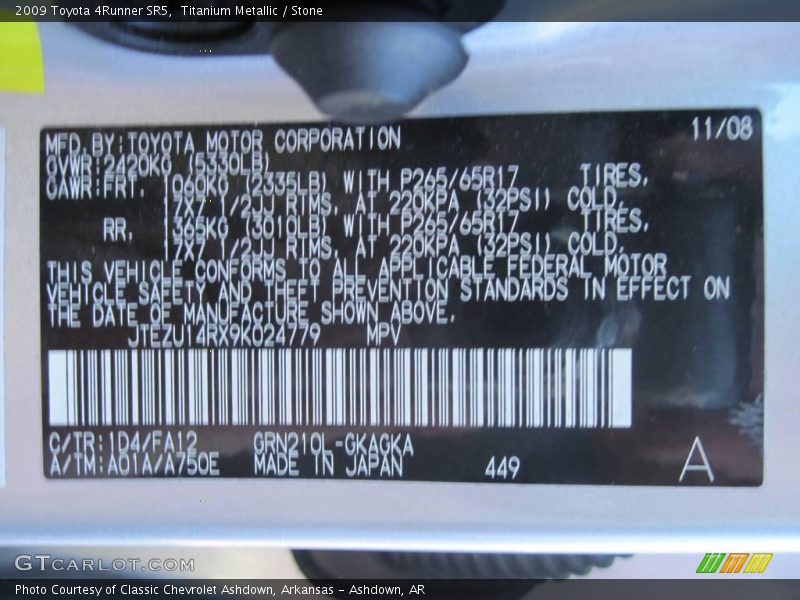 2009 Toyota 4Runner SR5,  Titanium Metallic / Stone
11/08
MFD. BY: TOYOTA MOTOR CORPORATION
GVWR: 2420KG (5330LB)
GAWR: FRT. 1060KG (2335LB) WITH P265/65R17 TIRES,
17X7 1/2JJ RIMS, AT 220KPA (32PSI) COLD,
RR. 1365KG (3010LB) WITH P265/65R17 TIRES,
17X7 1/2JJ RIMS, AT 220KPA (32PSI) COLD.
THIS VEHICLE CONFORMS TO ALL APPLICABLE FEDERAL MOTOR
VEHICLE SAFETY AND THEFT PREVENTION STANDARDS IN EFFECT ON
THE DATE OF MANUFACTURE SHOWN ABOVE.
JTEZU14RX9K024779 MPV
C/TR: 1D4/FA12 GRN210L-GKAGKA
A/TM: A01A/A750E MADE IN JAPAN 449
A
GTCARLOT.COM
Photo Courtesy of Classic Chevrolet Ashdown, Arkansas – Ashdown, AR